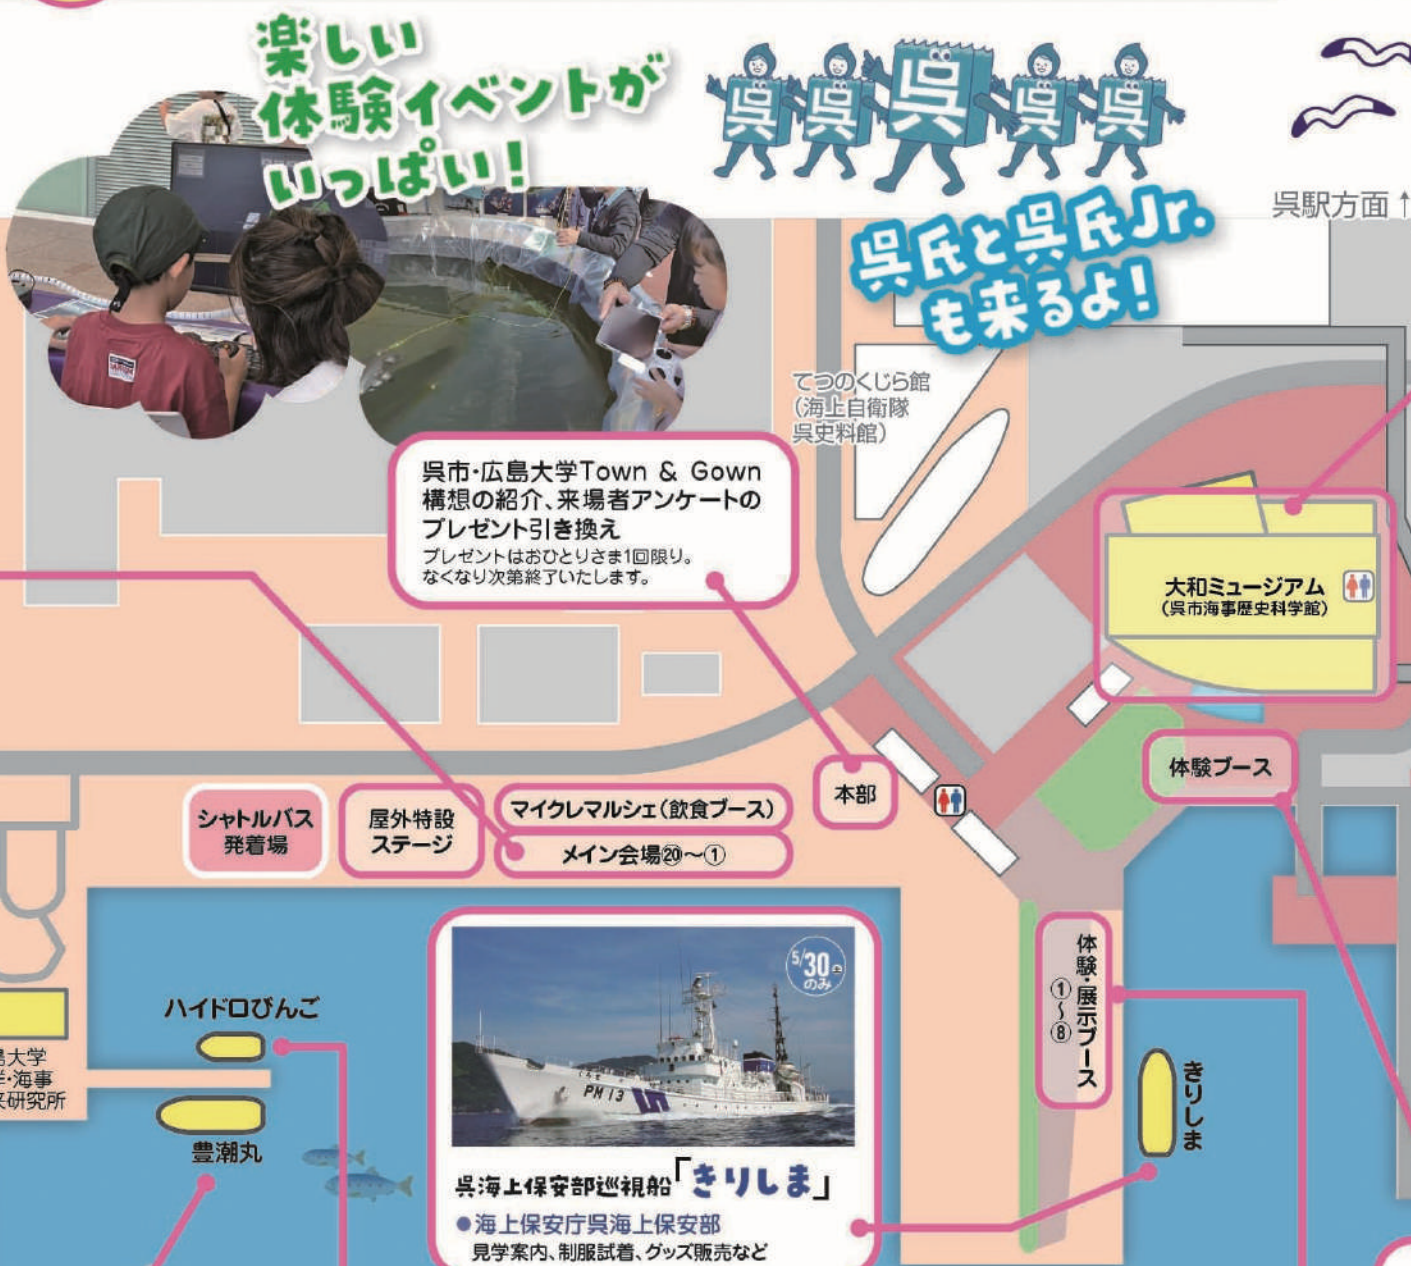 楽しい
体験イベントが
いっぱい!
呉
呉
呉
呉
呉
呉氏と呉氏Jr.
も来るよ!
呉駅方面↑
てつのくじら館
(海上自衛隊
呉史料館)
呉市・広島大学Town & Gown
構想の紹介、来場者アンケートの
プレゼント引き換え
プレゼントはおひとりさま1回限り。
なくなり次第終了いたします。
大和ミュージアム
(呉市海事歴史科学館)
体験ブース
本部
シャトルバス
発着場
屋外特設
ステージ
マイクレマルシェ(飲食ブース)
メイン会場⑳〜①
体験・展示ブース
①〜⑧
きりしま
ハイドロびんご
豊潮丸
島大学
洋・海事
来研究所
5/30土
のみ
PM 13
呉海上保安部巡視船「きりしま」
●海上保安庁呉海上保安部
見学案内、制服試着、グッズ販売など